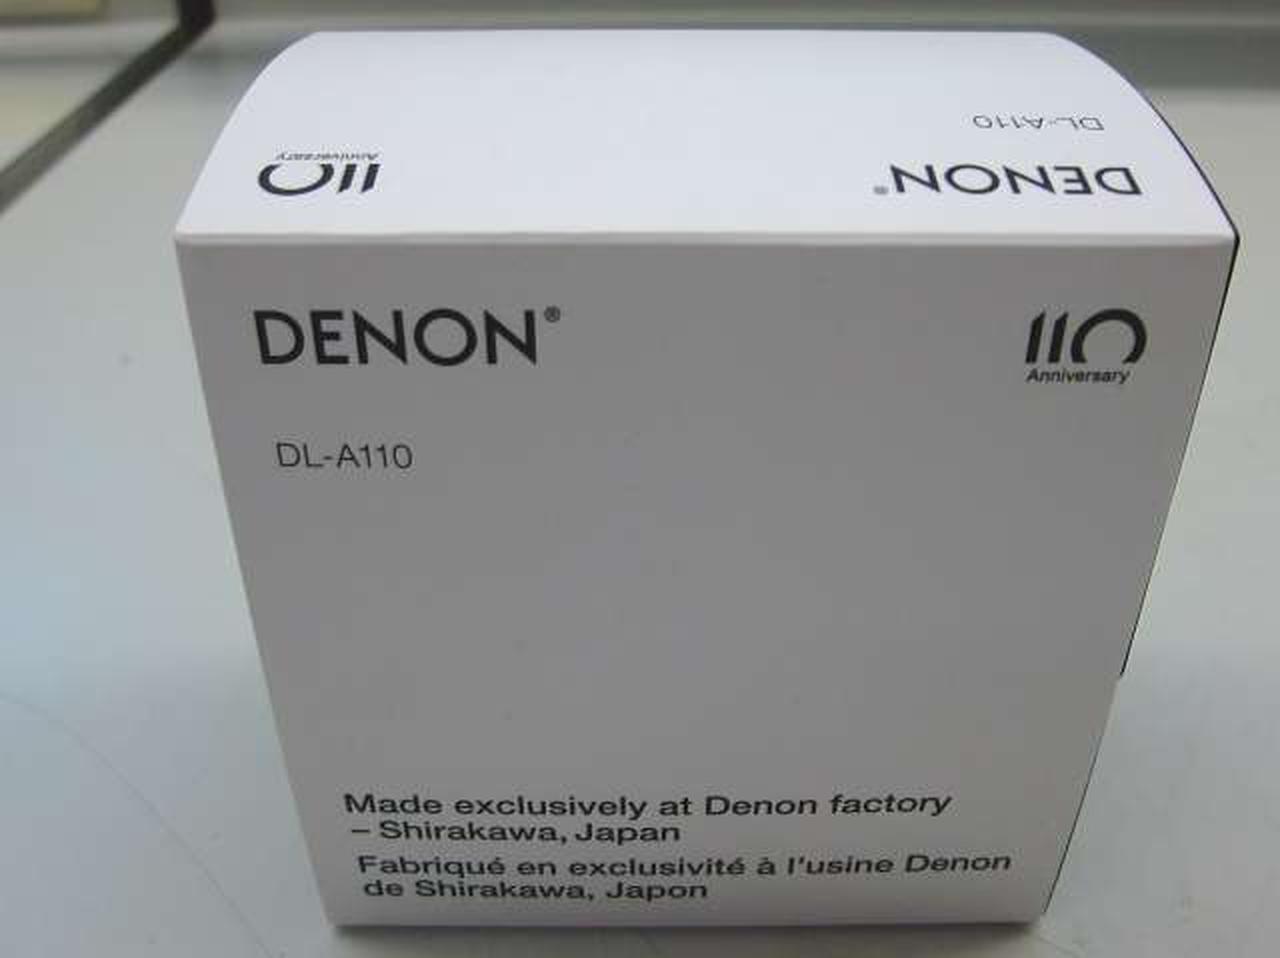 DL-A110
110
Anniversary
DENON®
DENON®
110
Anniversary
DL-A110
Made exclusively at Denon factory
– Shirakawa, Japan
Fabriqué en exclusivité à l'usine Denon
de Shirakawa, Japon